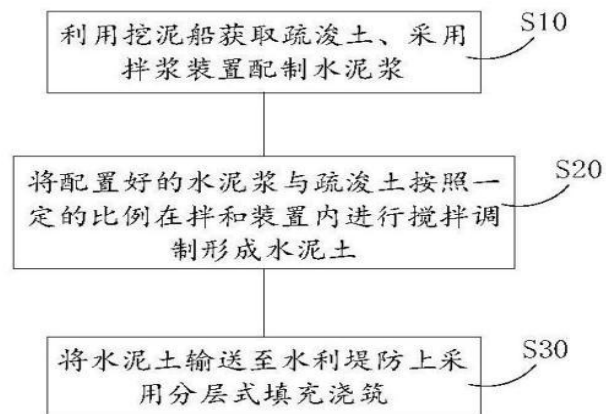 利用挖泥船获取疏浚土、采用
拌浆装置配制水泥浆
S10
将配置好的水泥浆与疏浚土按照一
定的比例在拌和装置内进行搅拌调
制形成水泥土
S20
将水泥土输送至水利堤防上采
用分层式填充浇筑
S30